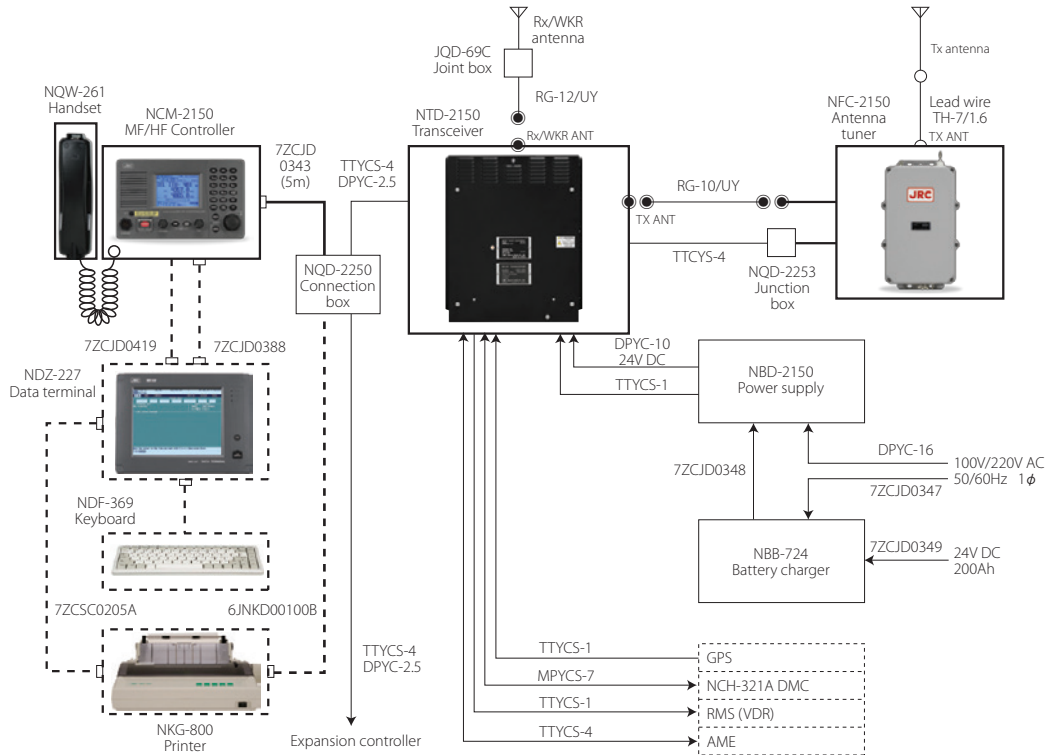 Rx/WKR
antenna
JQD-69C
Joint box
RG-12/UY
Tx antenna
NQW-261
Handset
NCM-2150
MF/HF Controller
7ZCJD
0343
(5m)
TTYCS-4
DPYC-2.5
NTD-2150
Transceiver
Rx/WKR ANT
NFC-2150
Antenna
tuner
Lead wire
TH-7/1.6
TX ANT
JRC
RG-10/UY
TX ANT
TTCYS-4
NQD-2253
Junction
box
NQD-2250
Connection
box
7ZCJD0419
7ZCJD0388
NDZ-227
Data terminal
JRC
DPYC-10
24V DC
TTYCS-1
NBD-2150
Power supply
DPYC-16
100V/220V AC
50/60Hz 1ϕ
7ZCJD0348
7ZCJD0347
NDF-369
Keyboard
NBB-724
Battery charger
7ZCJD0349
24V DC
200Ah
7ZCSC0205A
6JNKD00100B
TTYCS-4
DPYC-2.5
NKG-800
Printer
Expansion controller
TTYCS-1
GPS
MPYCS-7
NCH-321A DMC
TTYCS-1
RMS (VDR)
TTYCS-4
AME